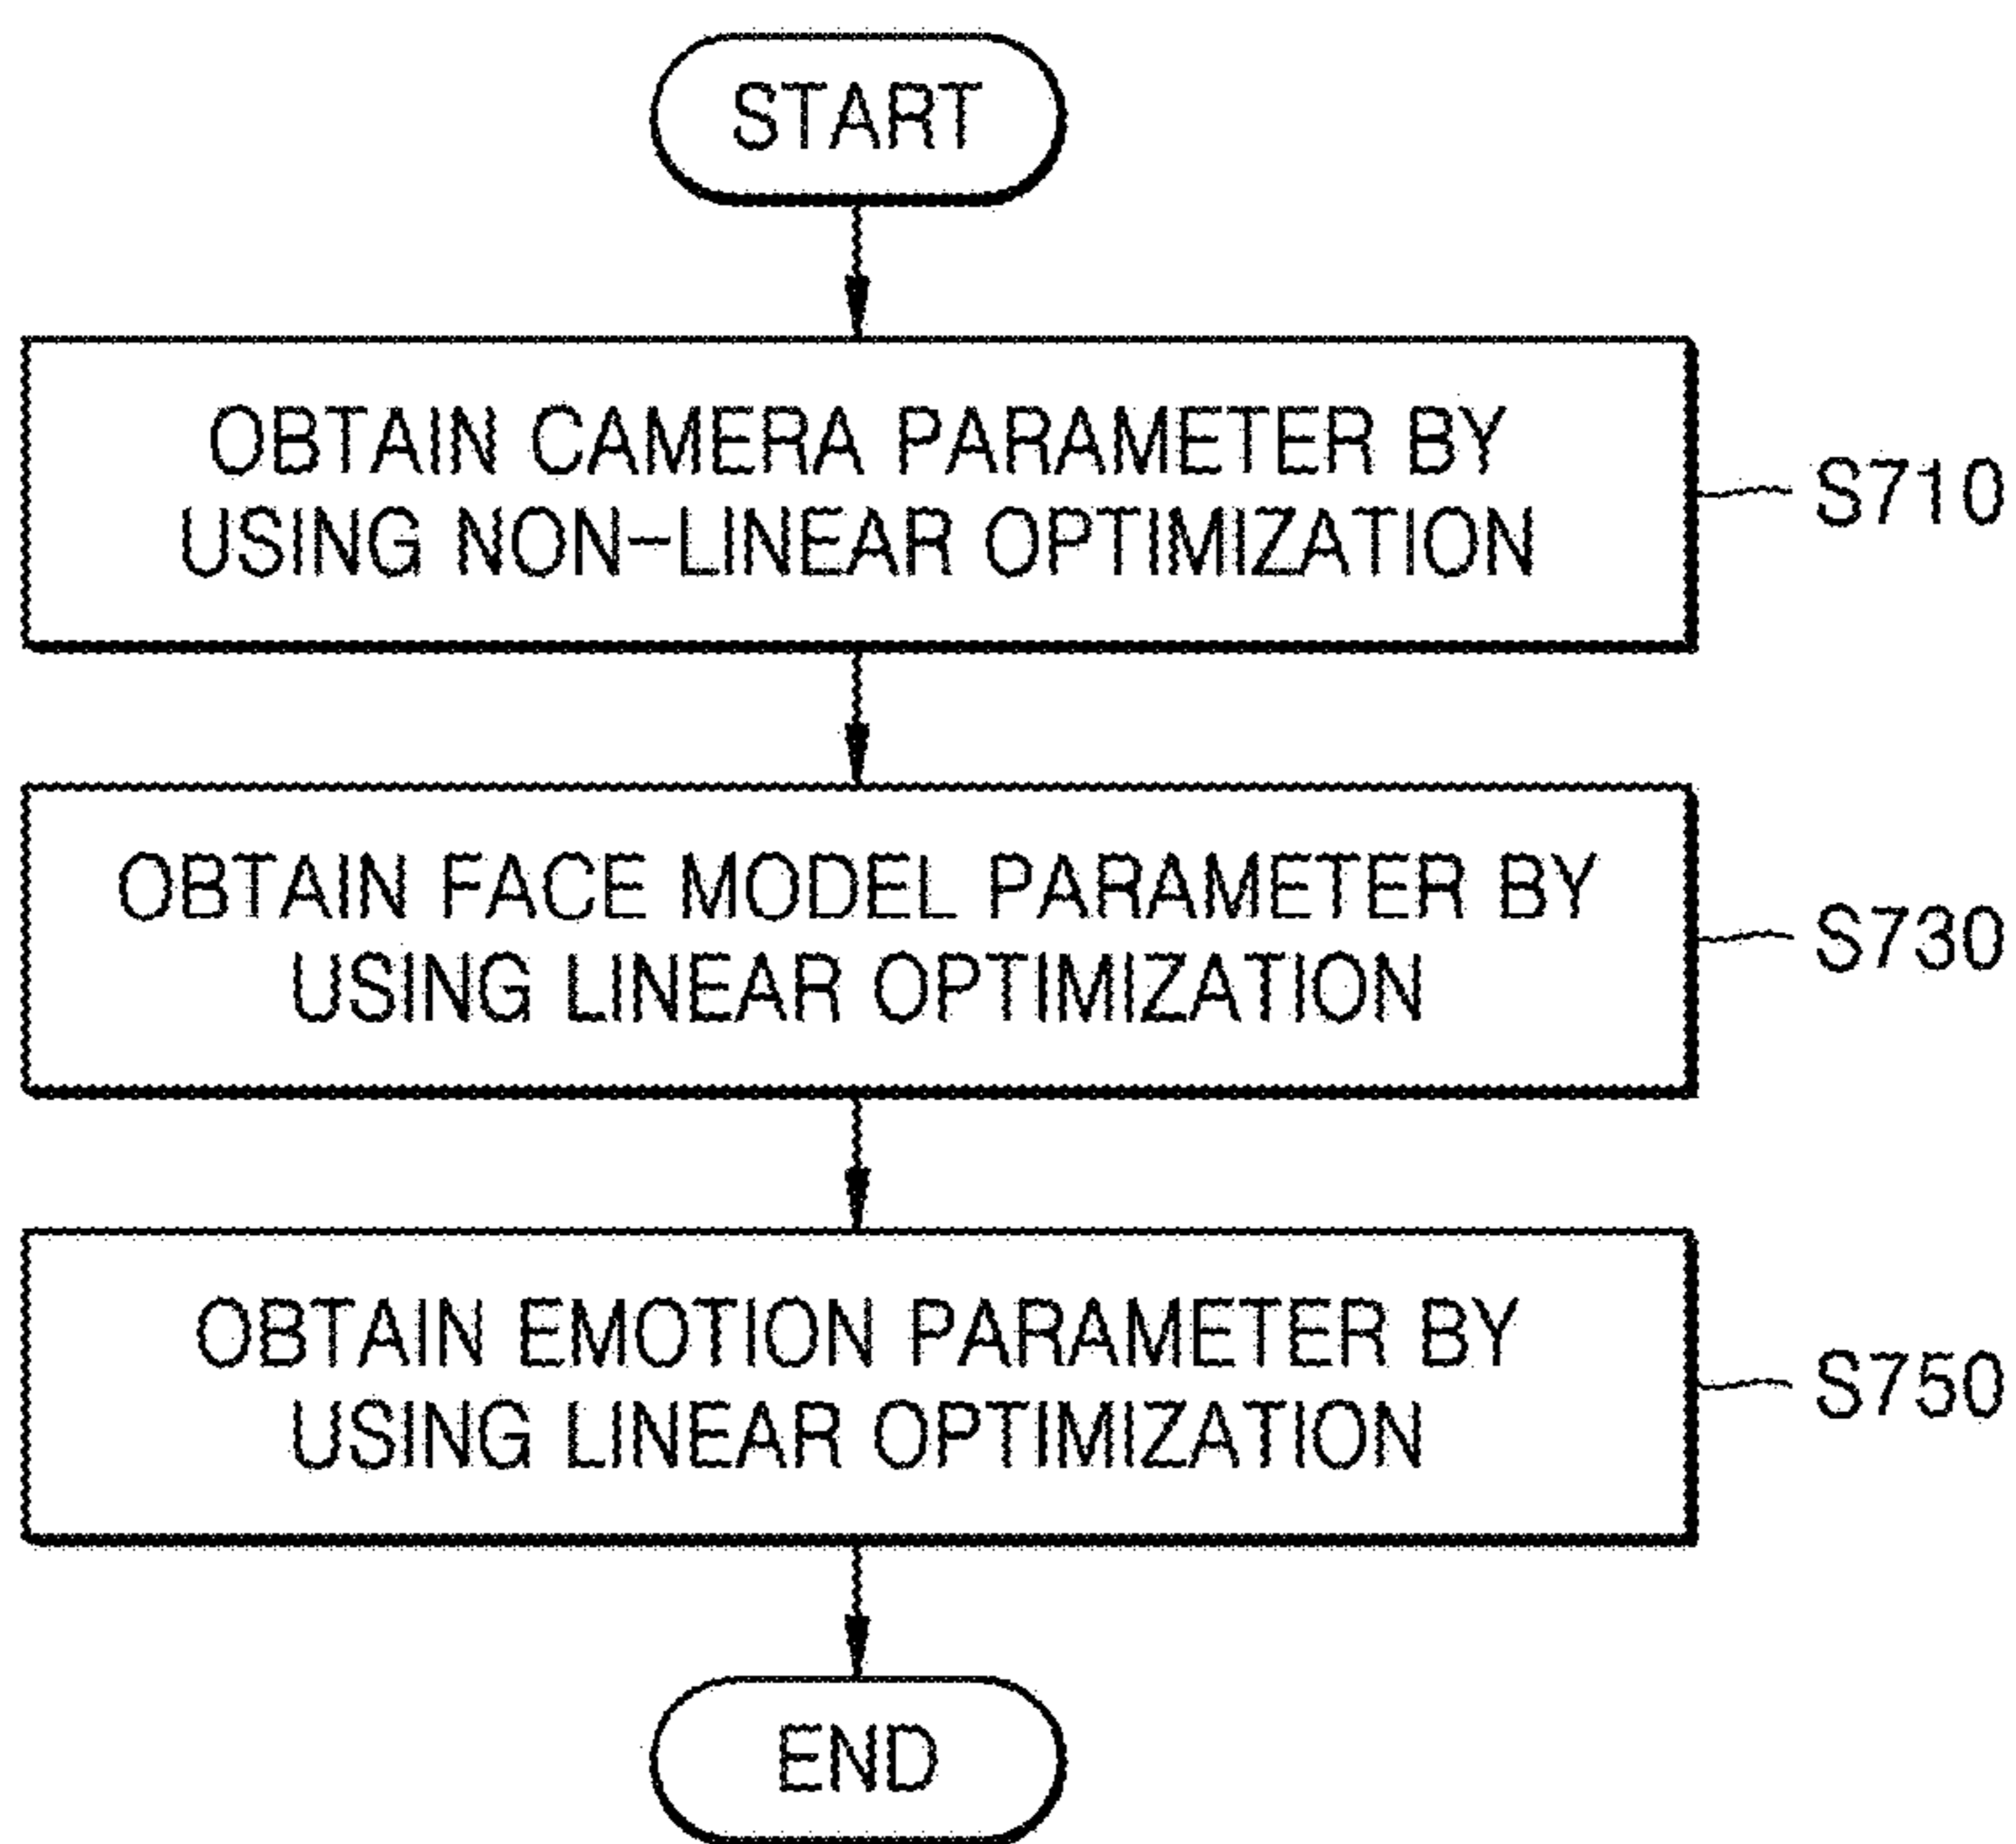 START
OBTAIN CAMERA PARAMETER BY
USING NON-LINEAR OPTIMIZATION
S710
OBTAIN FACE MODEL PARAMETER BY
USING LINEAR OPTIMIZATION
S730
OBTAIN EMOTION PARAMETER BY
USING LINEAR OPTIMIZATION
S750
END